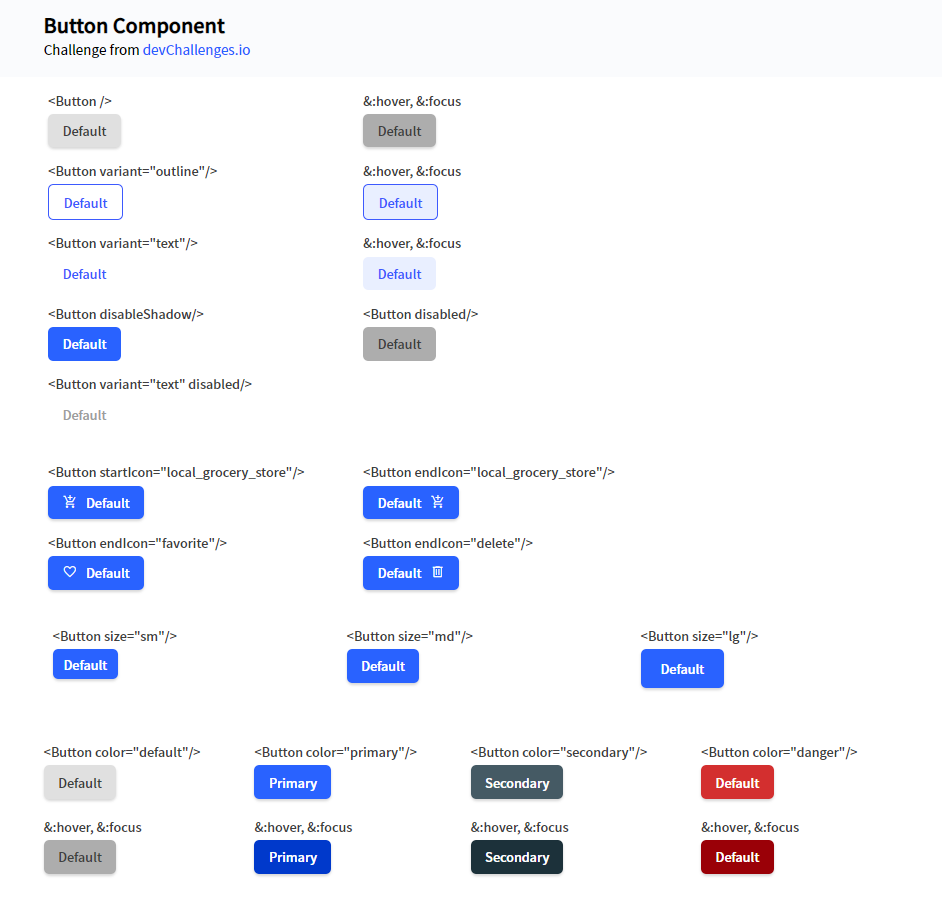 Button Component
Challenge from devChallenges.io
<Button />
&:hover, &:focus
Default
Default
<Button variant="outline"/>
&:hover, &:focus
Default
Default
<Button variant="text"/>
&:hover, &:focus
Default
Default
<Button disableShadow/>
<Button disabled/>
Default
Default
<Button variant="text" disabled/>
Default
<Button startIcon="local_grocery_store"/>
<Button endIcon="local_grocery_store"/>
Default
Default
<Button endIcon="favorite"/>
<Button endIcon="delete"/>
Default
Default
<Button size="sm"/>
<Button size="md"/>
<Button size="lg"/>
Default
Default
Default
<Button color="default"/>
<Button color="primary"/>
<Button color="secondary"/>
<Button color="danger"/>
Default
Primary
Secondary
Default
&:hover, &:focus
&:hover, &:focus
&:hover, &:focus
&:hover, &:focus
Default
Primary
Secondary
Default